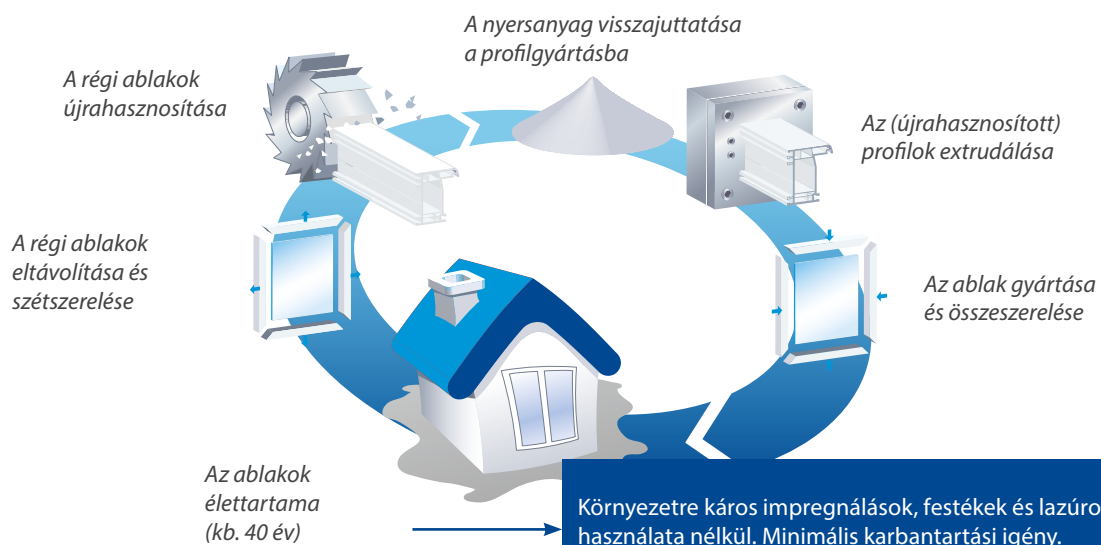 A nyersanyag visszajuttatása
a profilgyártásba
A régi ablakok
újrahasznosítása
Az (újrahasznosított)
profilok extrudálása
A régi ablakok
eltávolítása és
szétszerelése
Az ablak gyártása
és összeszerelése
Az ablakok
élettartama
(kb. 40 év)
Környezetre káros impregnálások, festékek és
használata nélkül. Minimális karbantartási igény.